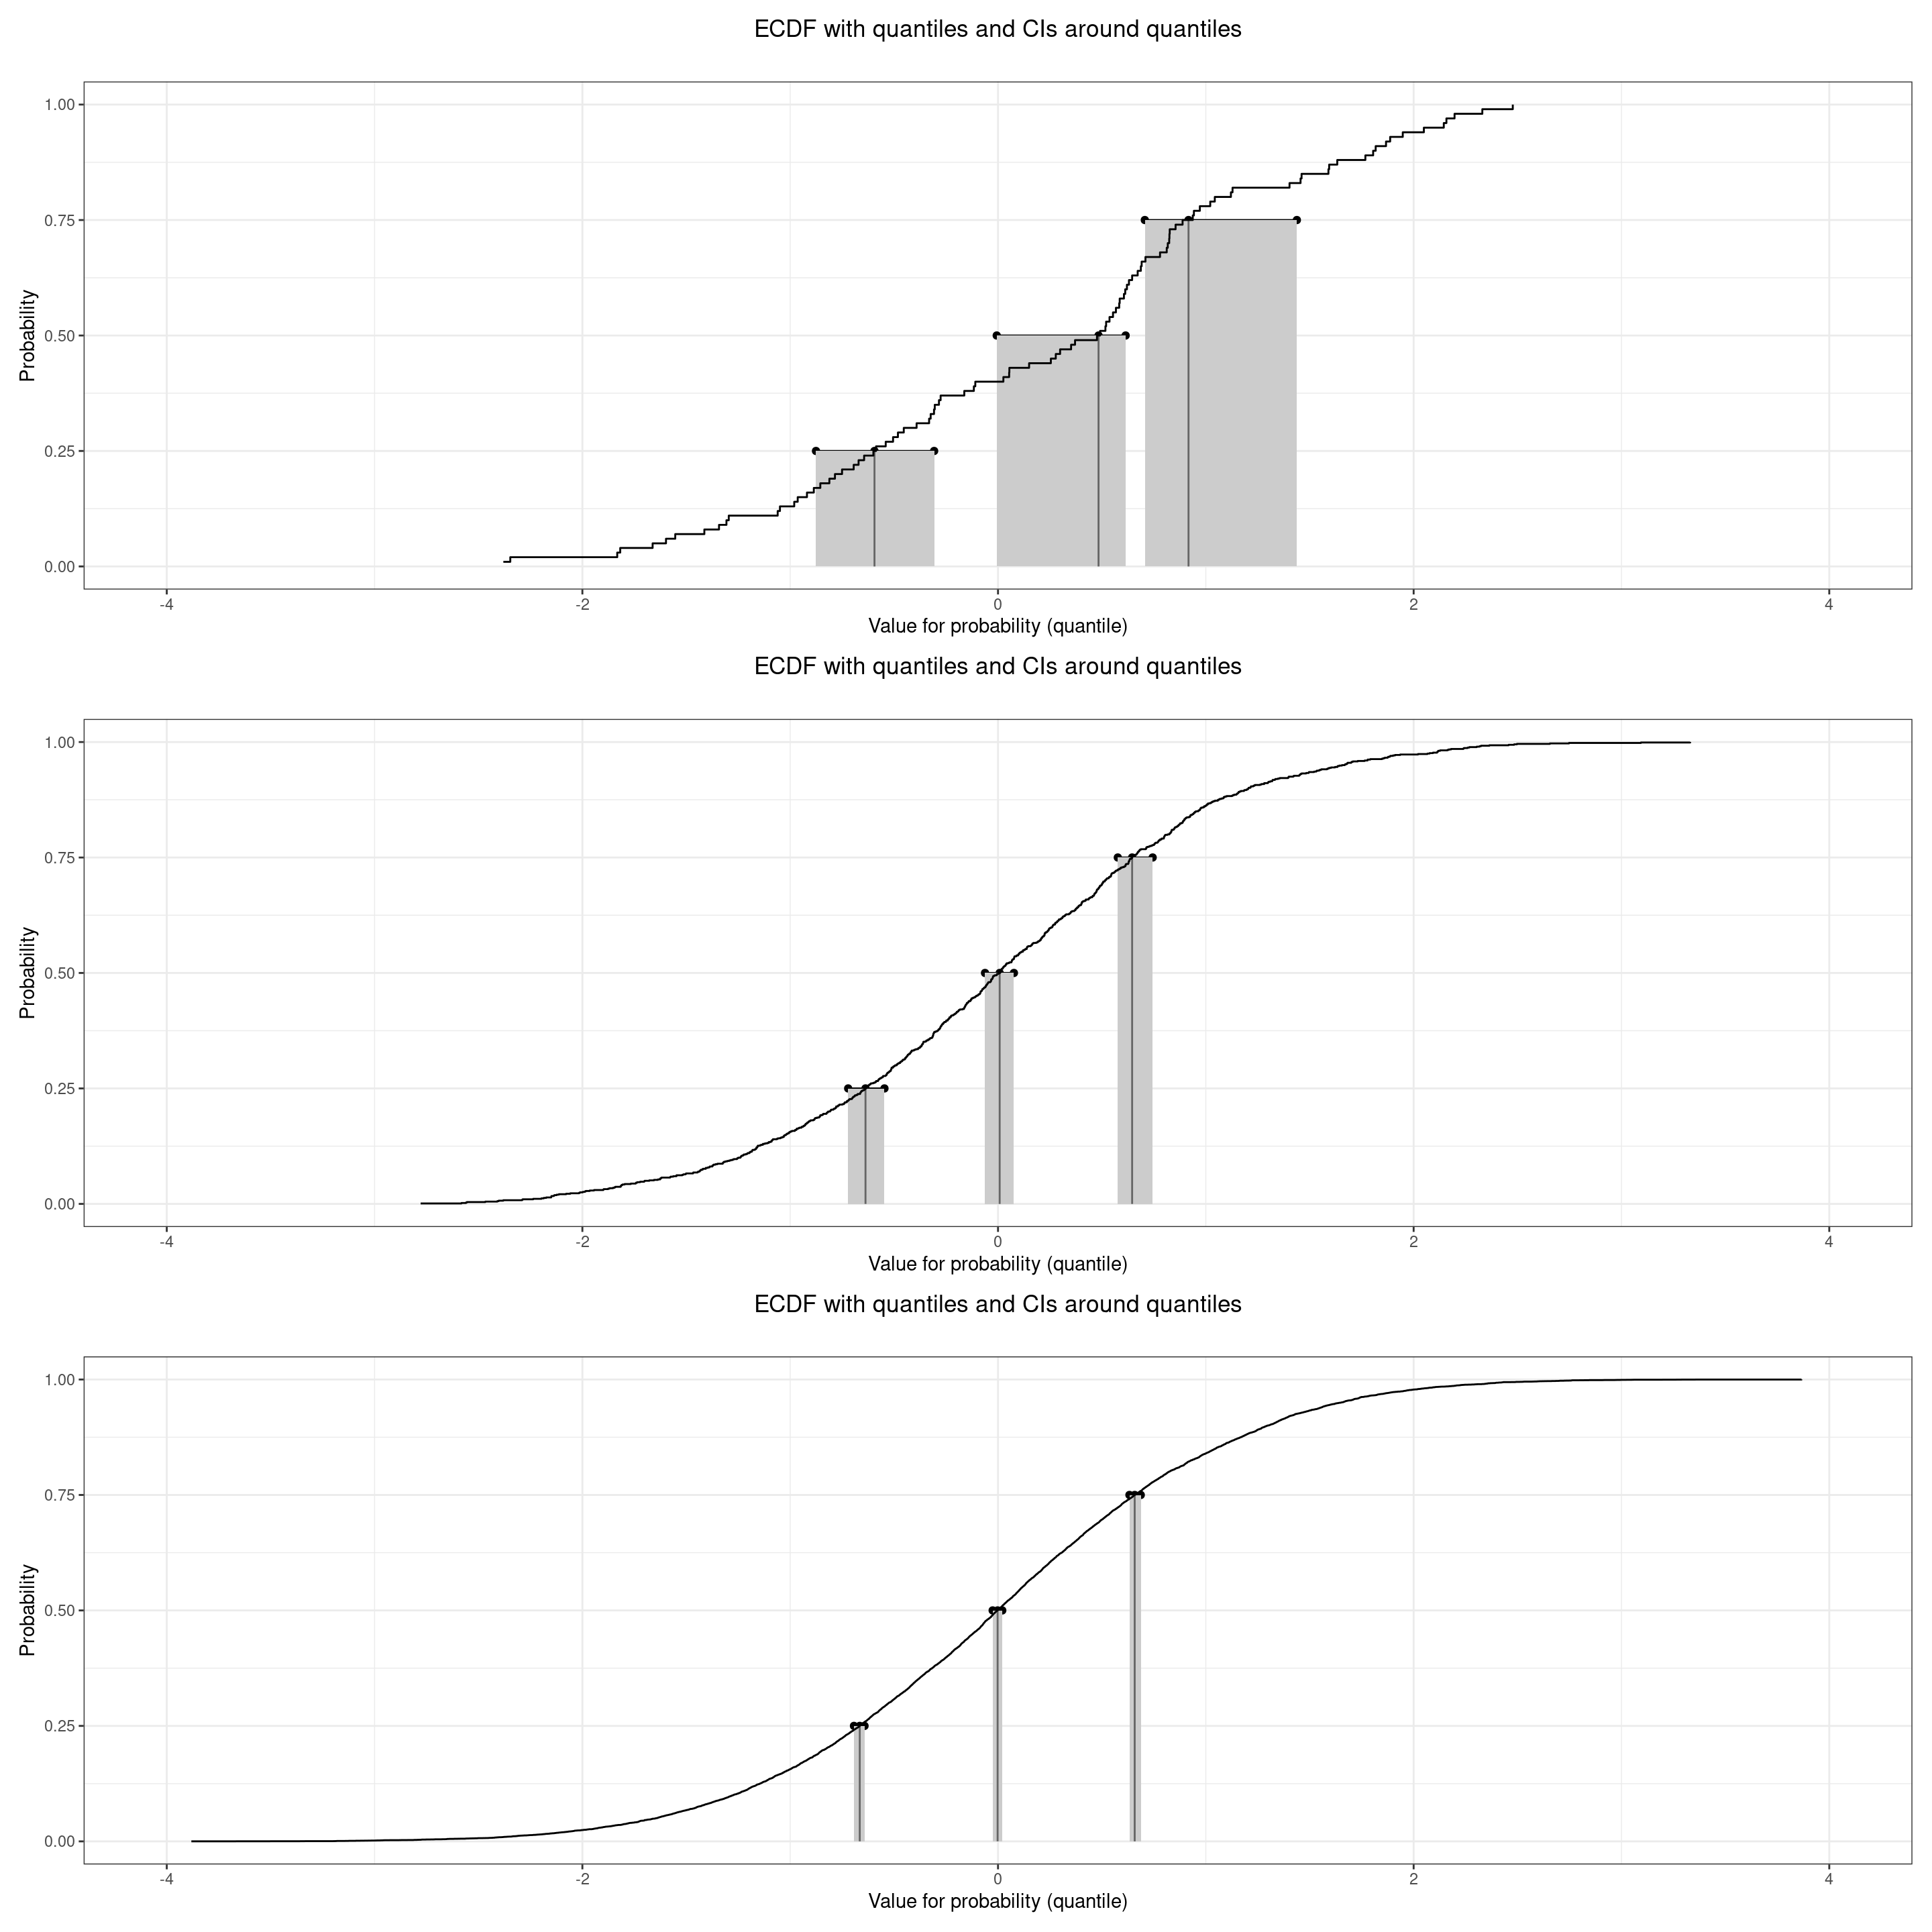 ECDF with quantiles and CIs around quantiles
1.00
0.75
0.50
0.25
0.00
Probability
-4 -2 0 2 4
Value for probability (quantile)
ECDF with quantiles and CIs around quantiles
1.00
0.75
0.50
0.25
0.00
Probability
-4 -2 0 2 4
Value for probability (quantile)
ECDF with quantiles and CIs around quantiles
1.00
0.75
0.50
0.25
0.00
Probability
-4 -2 0 2 4
Value for probability (quantile)